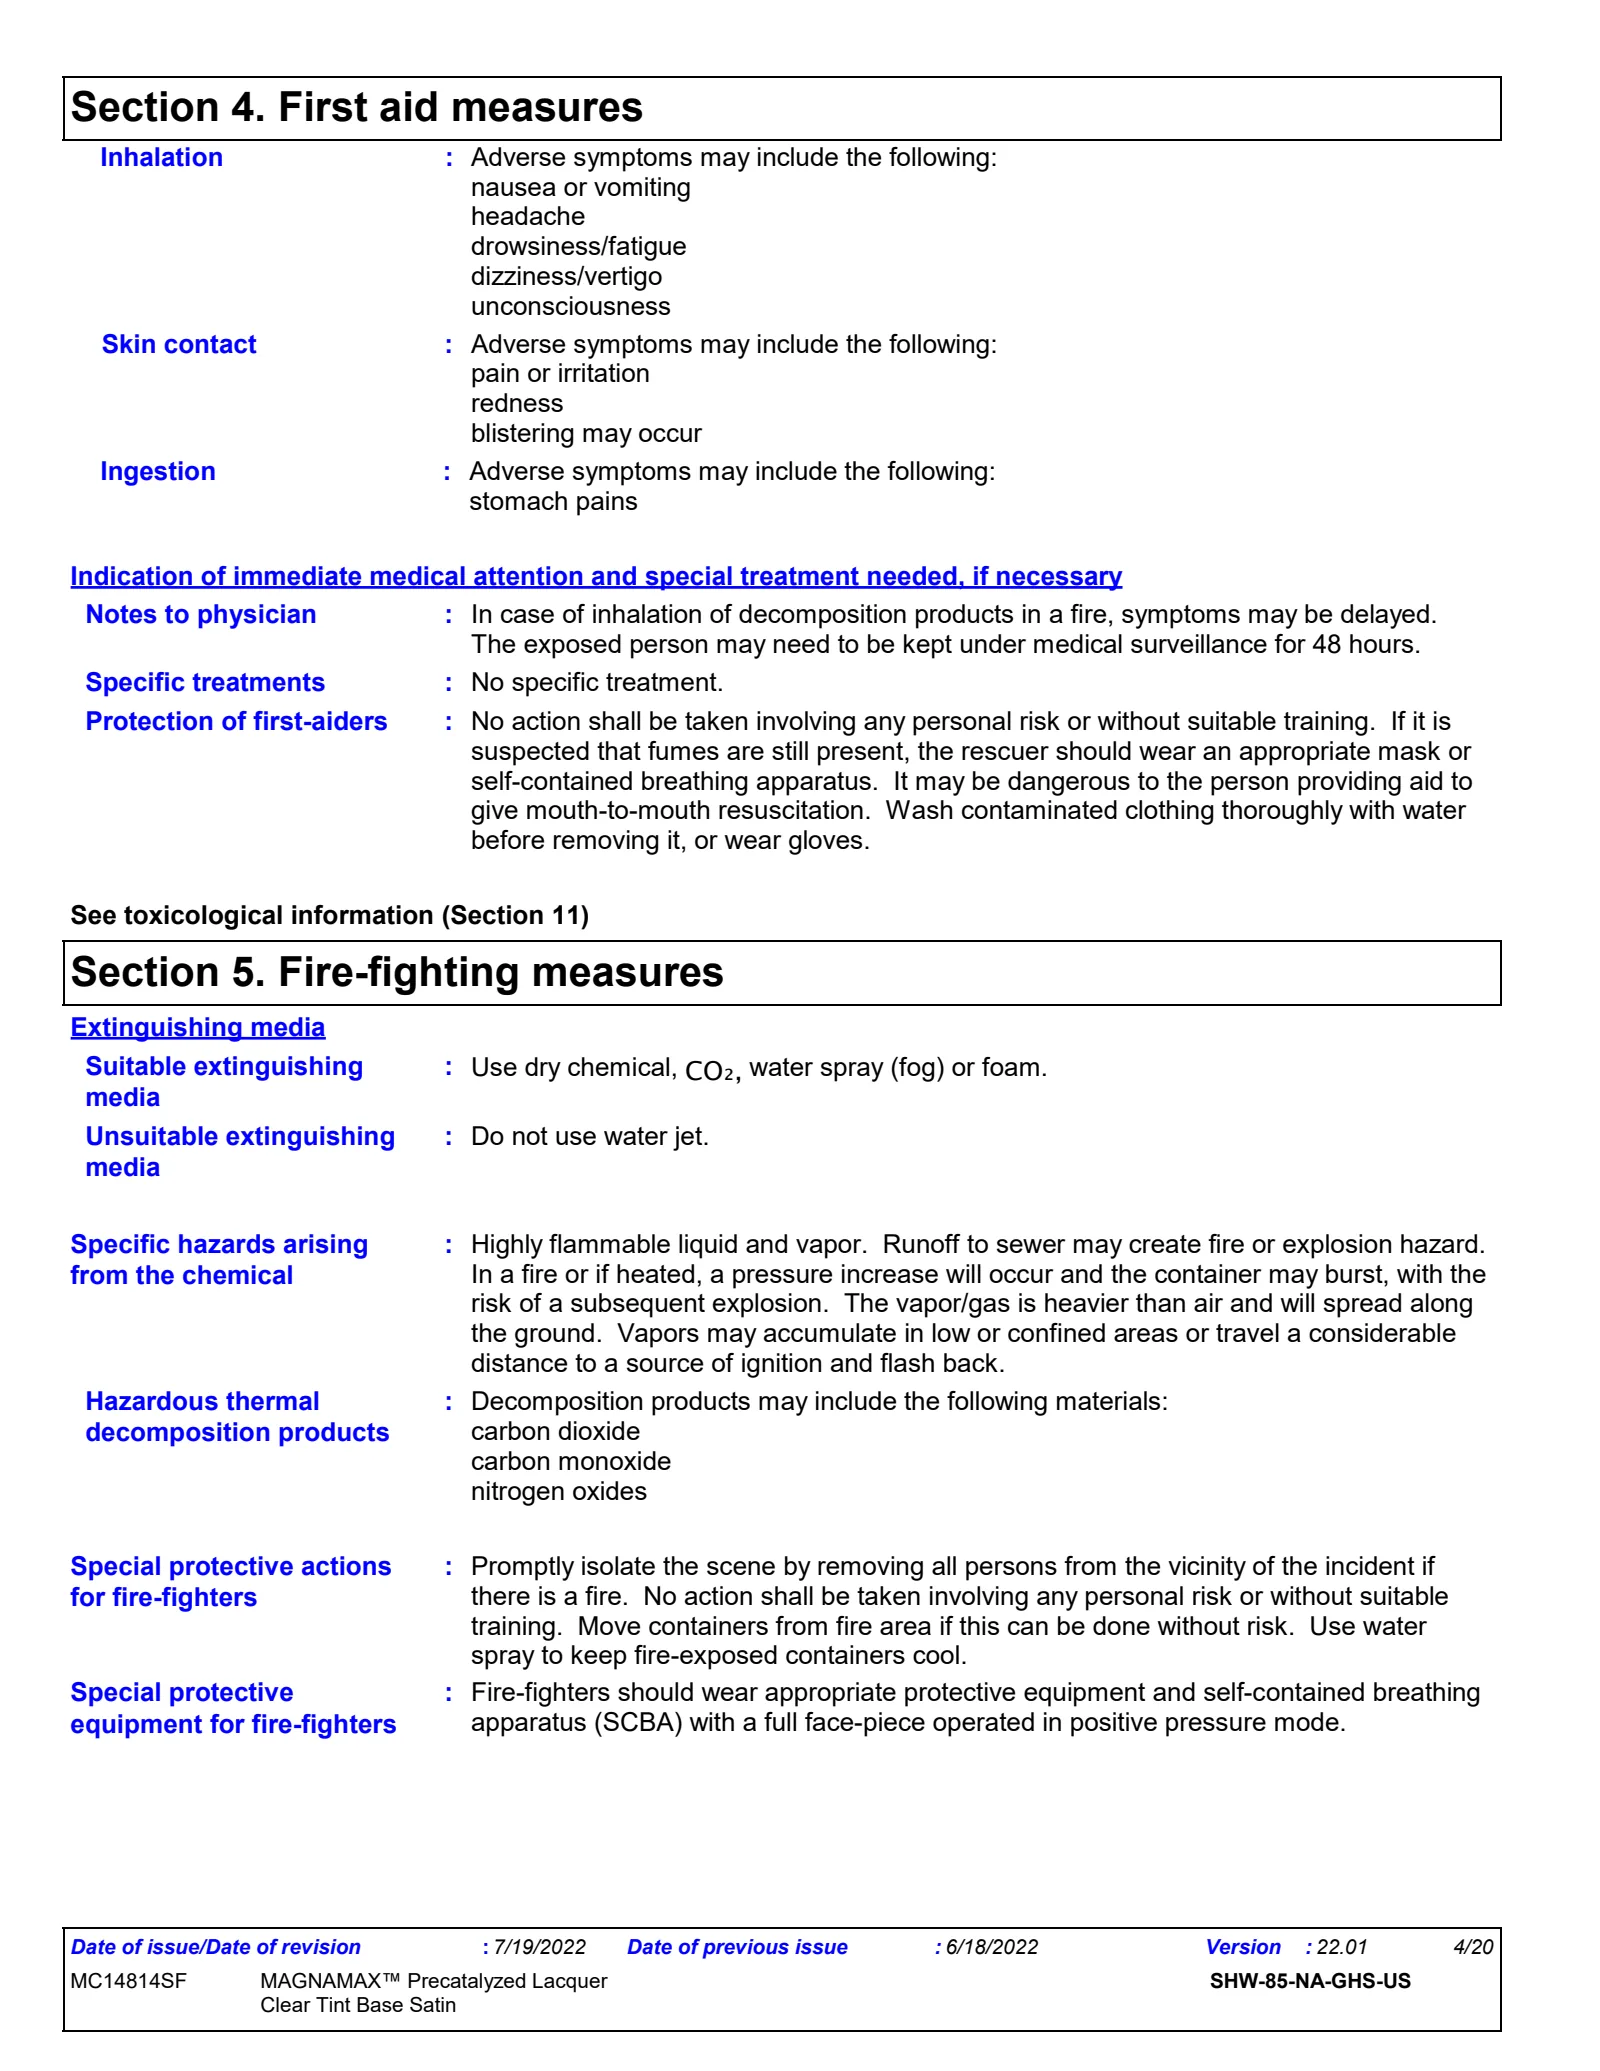 Section 4. First aid measures
Inhalation : Adverse symptoms may include the following:
nausea or vomiting
headache
drowsiness/fatigue
dizziness/vertigo
unconsciousness
Skin contact : Adverse symptoms may include the following:
pain or irritation
redness
blistering may occur
Ingestion : Adverse symptoms may include the following:
stomach pains
Indication of immediate medical attention and special treatment needed, if necessary
Notes to physician : In case of inhalation of decomposition products in a fire, symptoms may be delayed.
The exposed person may need to be kept under medical surveillance for 48 hours.
Specific treatments : No specific treatment.
Protection of first-aiders : No action shall be taken involving any personal risk or without suitable training. If it is
suspected that fumes are still present, the rescuer should wear an appropriate mask or
self-contained breathing apparatus. It may be dangerous to the person providing aid to
give mouth-to-mouth resuscitation. Wash contaminated clothing thoroughly with water
before removing it, or wear gloves.
See toxicological information (Section 11)
Section 5. Fire-fighting measures
Extinguishing media
Suitable extinguishing : Use dry chemical, CO₂, water spray (fog) or foam.
media
Unsuitable extinguishing : Do not use water jet.
media
Specific hazards arising : Highly flammable liquid and vapor. Runoff to sewer may create fire or explosion hazard.
from the chemical In a fire or if heated, a pressure increase will occur and the container may burst, with the
risk of a subsequent explosion. The vapor/gas is heavier than air and will spread along
the ground. Vapors may accumulate in low or confined areas or travel a considerable
distance to a source of ignition and flash back.
Hazardous thermal : Decomposition products may include the following materials:
decomposition products carbon dioxide
carbon monoxide
nitrogen oxides
Special protective actions : Promptly isolate the scene by removing all persons from the vicinity of the incident if
for fire-fighters there is a fire. No action shall be taken involving any personal risk or without suitable
training. Move containers from fire area if this can be done without risk. Use water
spray to keep fire-exposed containers cool.
Special protective : Fire-fighters should wear appropriate protective equipment and self-contained breathing
equipment for fire-fighters apparatus (SCBA) with a full face-piece operated in positive pressure mode.
Date of issue/Date of revision : 7/19/2022 Date of previous issue : 6/18/2022 Version : 22.01 4/20
MC14814SF MAGNAMAX™ Precatalyzed Lacquer SHW-85-NA-GHS-US
Clear Tint Base Satin